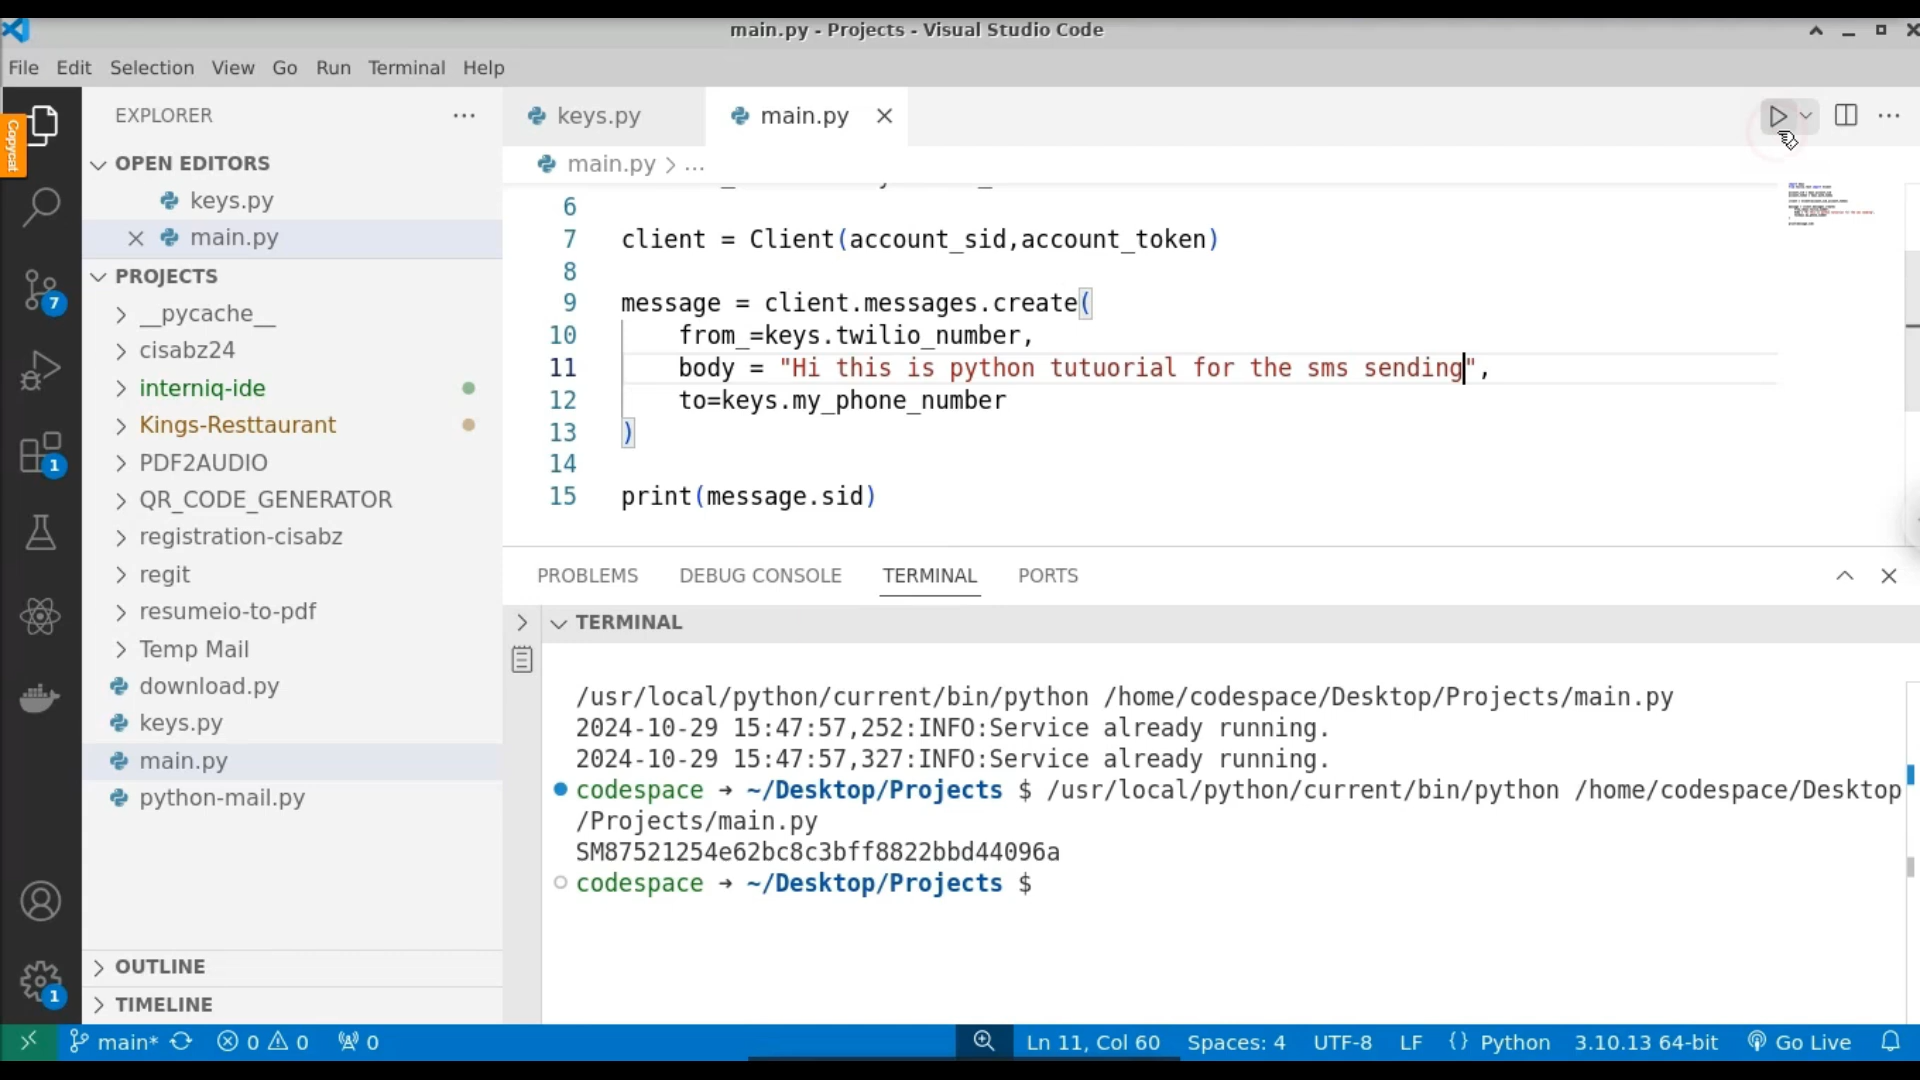 main.py - Projects - Visual Studio Code
File Edit Selection View Go Run Terminal Help
Copycat
EXPLORER
OPEN EDITORS
keys.py
main.py
PROJECTS
__pycache__
cisabz24
interniq-ide
Kings-Resttaurant
PDF2AUDIO
QR_CODE_GENERATOR
registration-cisabz
regit
resumeio-to-pdf
Temp Mail
download.py
keys.py
main.py
python-mail.py
OUTLINE
TIMELINE
7
1
1
keys.py main.py
main.py > ...
6
7 client = Client(account_sid,account_token)
8
9 message = client.messages.create(
10 from_=keys.twilio_number,
11 body = "Hi this is python tutuorial for the sms sending",
12 to=keys.my_phone_number
13 )
14
15 print(message.sid)
PROBLEMS DEBUG CONSOLE TERMINAL PORTS
TERMINAL
/usr/local/python/current/bin/python /home/codespace/Desktop/Projects/main.py
2024-10-29 15:47:57,252:INFO:Service already running.
2024-10-29 15:47:57,327:INFO:Service already running.
codespace ➜ ~/Desktop/Projects $ /usr/local/python/current/bin/python /home/codespace/Desktop
/Projects/main.py
SM87521254e62bc8c3bff8822bbd44096a
codespace ➜ ~/Desktop/Projects $
main* 0 0 0 Ln 11, Col 60 Spaces: 4 UTF-8 LF {} Python 3.10.13 64-bit Go Live